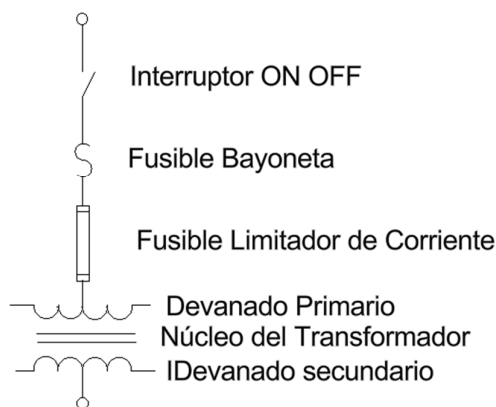 Interruptor ON OFF
Fusible Bayoneta
Fusible Limitador de Corriente
Devanado Primario
Núcleo del Transformador
IDevanado secundario